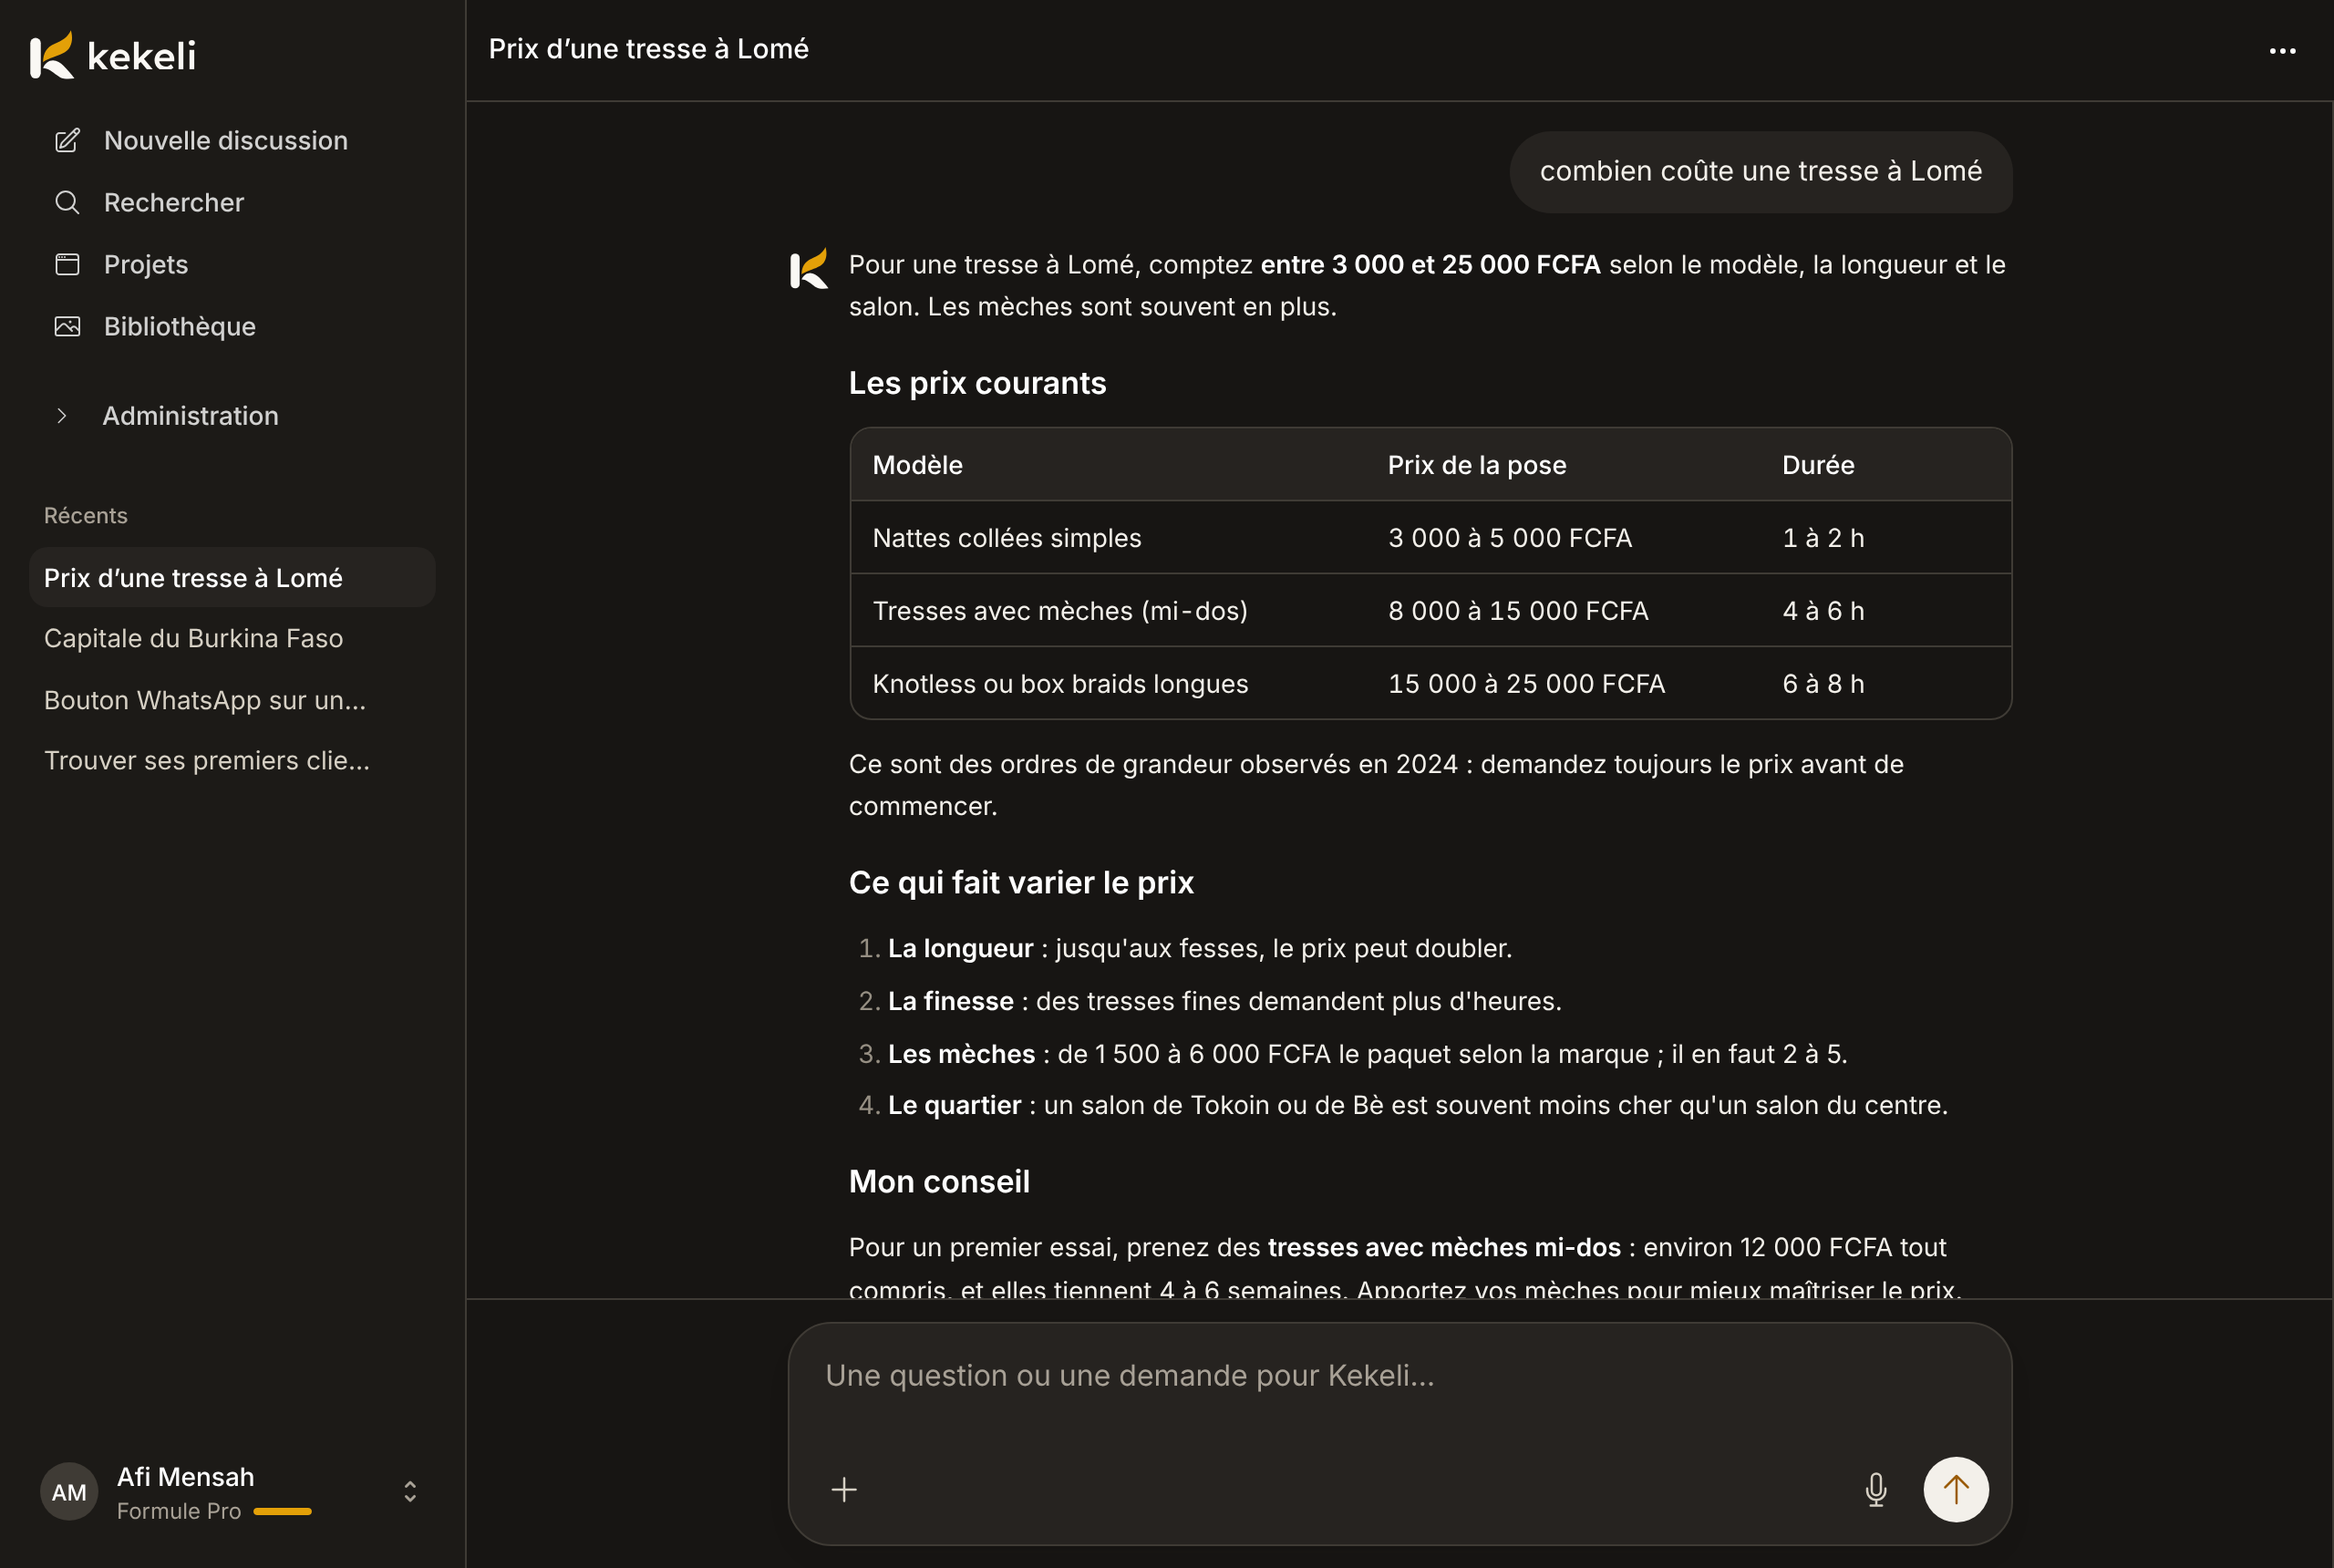 kekeli
Nouvelle discussion
Rechercher
Projets
Bibliothèque
Administration
Récents
Prix d’une tresse à Lomé
Capitale du Burkina Faso
Bouton WhatsApp sur un...
Trouver ses premiers clie...
AM
Afi Mensah
Formule Pro
Prix d’une tresse à Lomé
combien coûte une tresse à Lomé
Pour une tresse à Lomé, comptez entre 3 000 et 25 000 FCFA selon le modèle, la longueur et le
salon. Les mèches sont souvent en plus.
Les prix courants
Modèle Prix de la pose Durée
Nattes collées simples 3 000 à 5 000 FCFA 1 à 2 h
Tresses avec mèches (mi-dos) 8 000 à 15 000 FCFA 4 à 6 h
Knotless ou box braids longues 15 000 à 25 000 FCFA 6 à 8 h
Ce sont des ordres de grandeur observés en 2024 : demandez toujours le prix avant de
commencer.
Ce qui fait varier le prix
1. La longueur : jusqu'aux fesses, le prix peut doubler.
2. La finesse : des tresses fines demandent plus d'heures.
3. Les mèches : de 1 500 à 6 000 FCFA le paquet selon la marque ; il en faut 2 à 5.
4. Le quartier : un salon de Tokoin ou de Bè est souvent moins cher qu'un salon du centre.
Mon conseil
Pour un premier essai, prenez des tresses avec mèches mi-dos : environ 12 000 FCFA tout
compris, et elles tiennent 4 à 6 semaines. Apportez vos mèches pour mieux maîtriser le prix.
Une question ou une demande pour Kekeli...